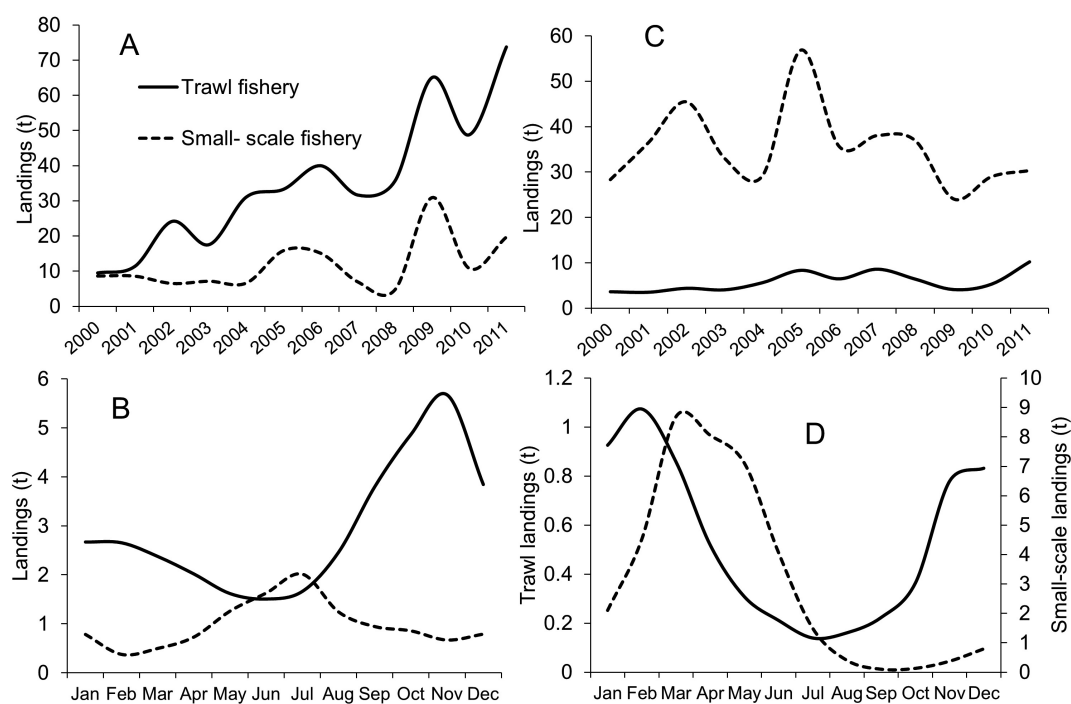 A
Landings (t)
80
70
60
50
40
30
20
10
0
Trawl fishery
Small- scale fishery
2000 2001 2002 2003 2004 2005 2006 2007 2008 2009 2010 2011
C
Landings (t)
60
50
40
30
20
10
0
2000 2001 2002 2003 2004 2005 2006 2007 2008 2009 2010 2011
B
Landings (t)
6
5
4
3
2
1
0
Jan Feb Mar Apr May Jun Jul Aug Sep Oct Nov Dec
D
Trawl landings (t)
1.2
1
0.8
0.6
0.4
0.2
0
10
9
8
7
6
5
4
3
2
1
0
Small-scale landings (t)
Jan Feb Mar Apr May Jun Jul Aug Sep Oct Nov Dec